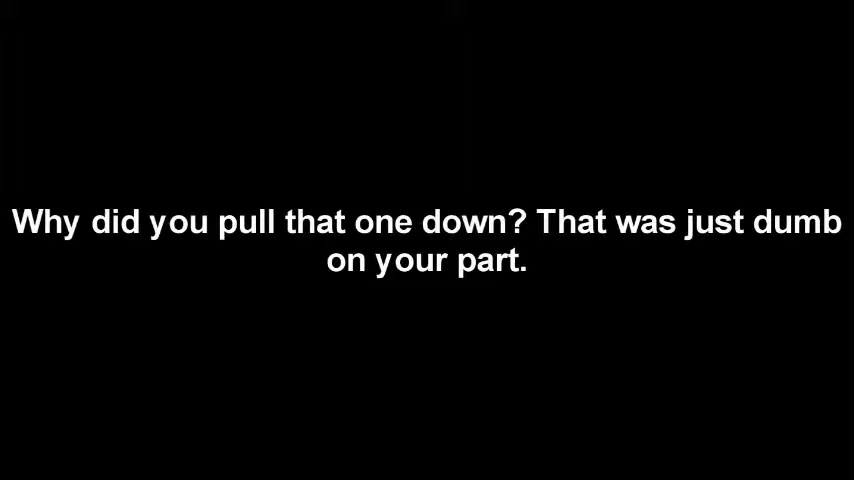 Why did you pull that one down? That was just dumb
on your part.